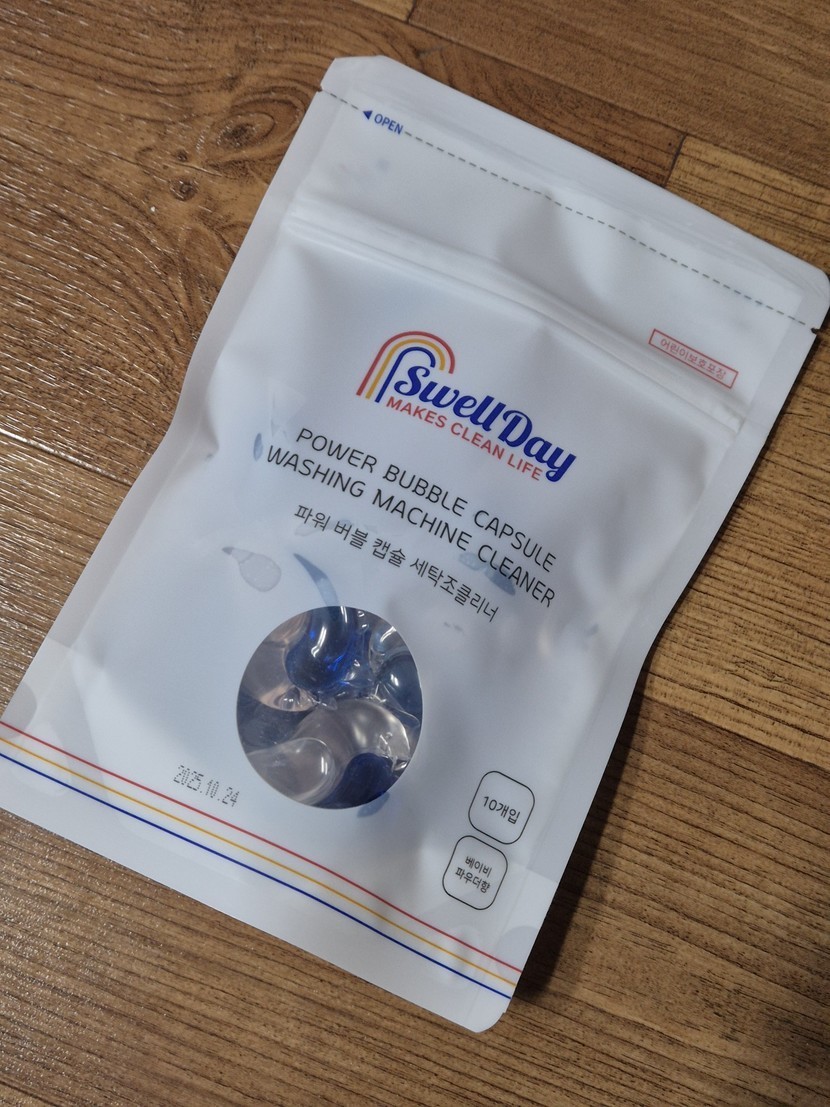 ◀ OPEN
어린이보호포장
SwellDay
MAKES CLEAN LIFE
POWER BUBBLE CAPSULE
WASHING MACHINE CLEANER
파워 버블 캡슐 세탁조클리너
2025.10.24
10개입
베이비
파우더향